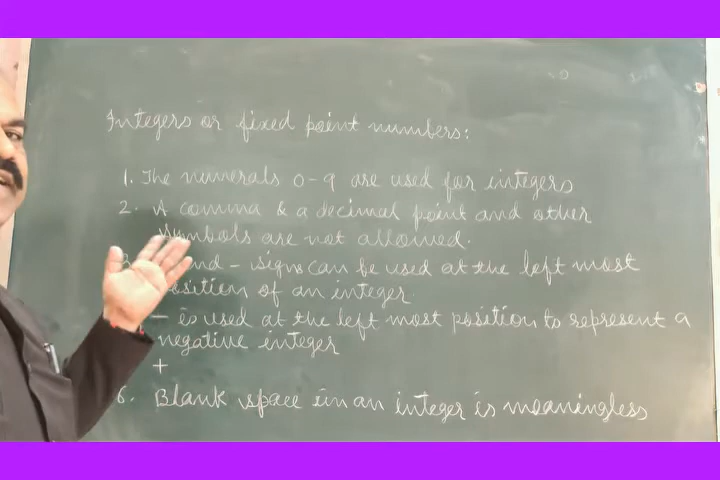 Integers or fixed point numbers:
1. The numerals 0-9 are used for integers
2. A comma & a decimal point and other
symbols are not allowed.
- signs can be used at the left most
of an integer
- is used at the left most position to represent a
negative integer
+
6. Blank space in an integer is meaningless